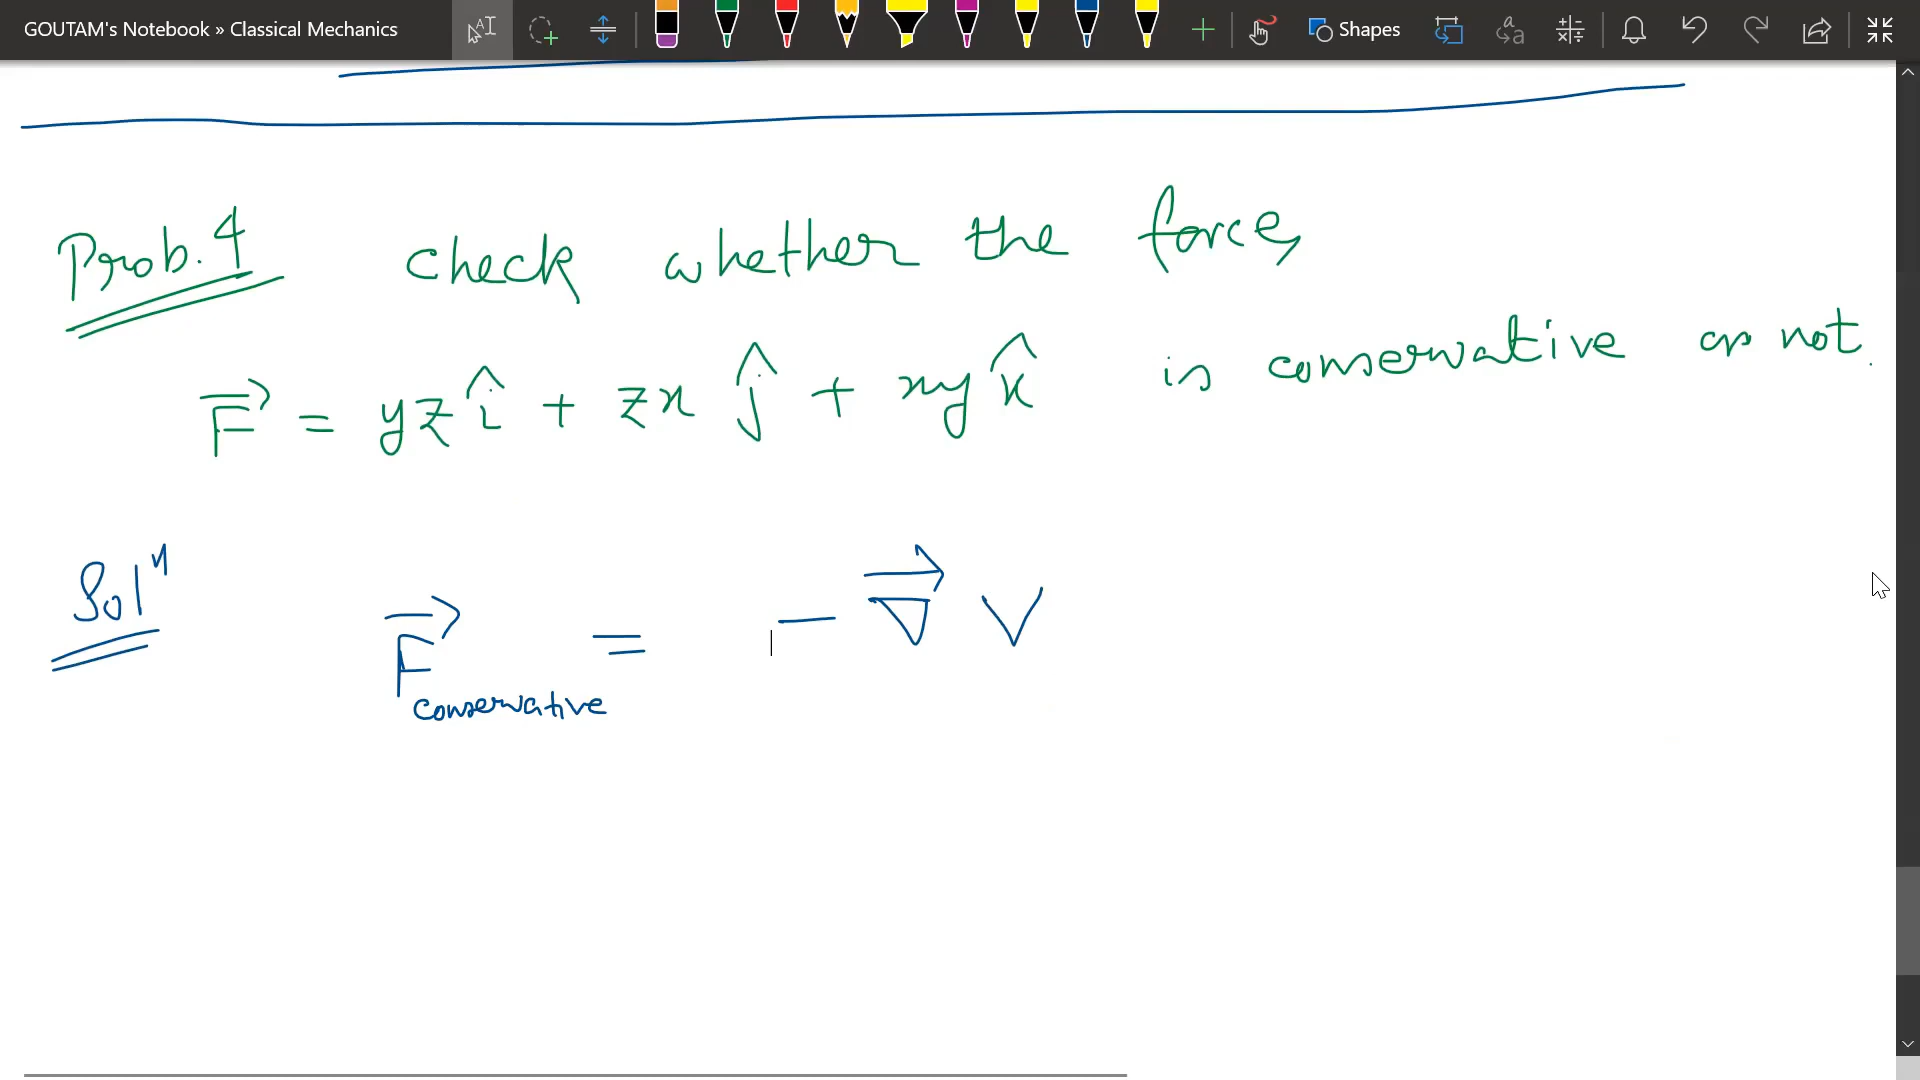 GOUTAM's Notebook » Classical Mechanics
Shapes
Prob. 4 check whether the force,
F⃗ = yz î + zx ĵ + xy k̂ is conservative or not.
Solⁿ
F⃗ conservative = − ∇⃗ V